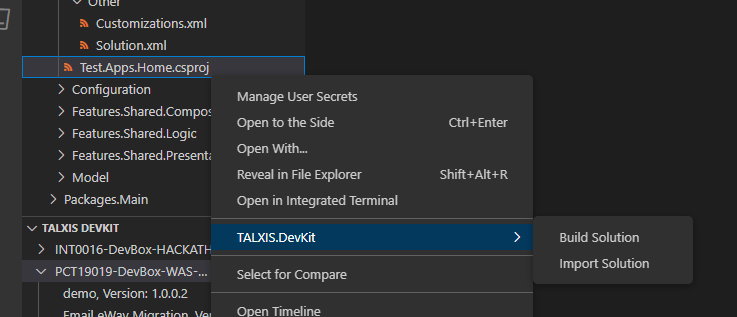 Other
Customizations.xml
Solution.xml
Test.Apps.Home.csproj
Configuration
Features.Shared.Compos
Features.Shared.Logic
Features.Shared.Presenta
Model
Packages.Main
TALXIS DEVKIT
INT0016-DevBox-HACKATH
PCT19019-DevBox-WAS-...
demo, Version: 1.0.0.2
Email eWay Migration, Ver
Manage User Secrets
Open to the Side Ctrl+Enter
Open With...
Reveal in File Explorer Shift+Alt+R
Open in Integrated Terminal
TALXIS.DevKit
Select for Compare
Open Timeline
Build Solution
Import Solution